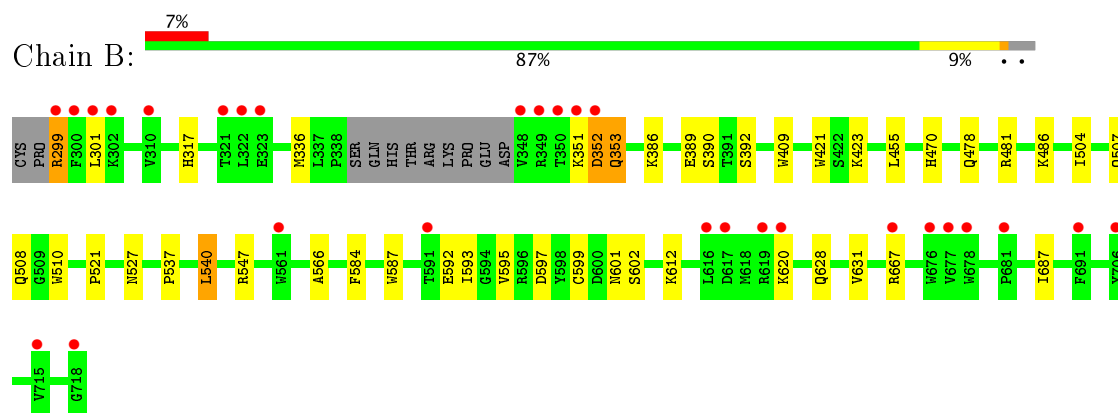 7%
Chain B:
87%
9%
CYS PRO R299 F300 L301 K302 V310 H317 T321 L322 E323 M336 L337 P338 SER GLN HIS THR ARG LYS PRO GLU ASP V348 R349 T350 K351 D352 Q353 K386 E389 S390 T391 S392 W409 W421 S422 K423 L455 H470 Q478 R481 K486 I504
Q508 G509 W510 P521 N527 P537 L540 R547 W561 A566 F584 W587 T591 E592 I593 G594 V595 R596 D597 Y598 C599 D600 N601 S602 K612 L616 D617 M618 R619 K620 Q628 V631 R667 W676 V677 W678 P681 I687 F691
V715 G718